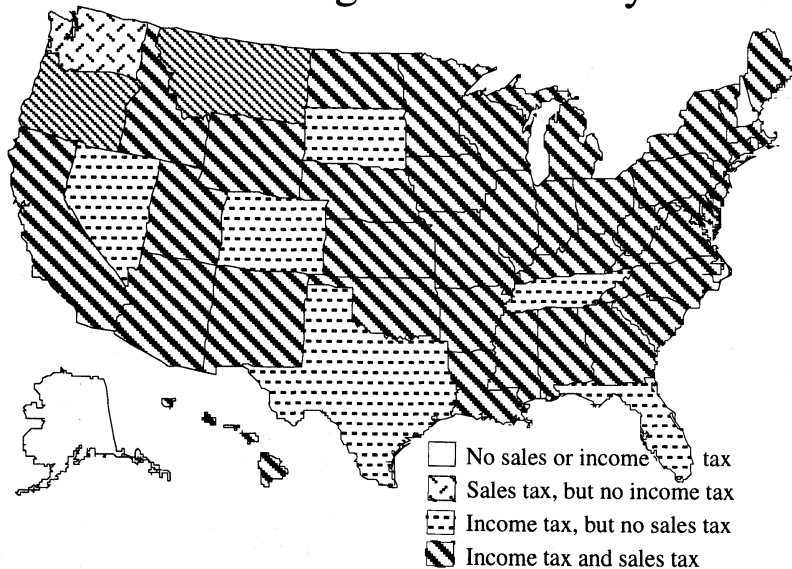 No sales or income tax
Sales tax, but no income tax
Income tax, but no sales tax
Income tax and sales tax